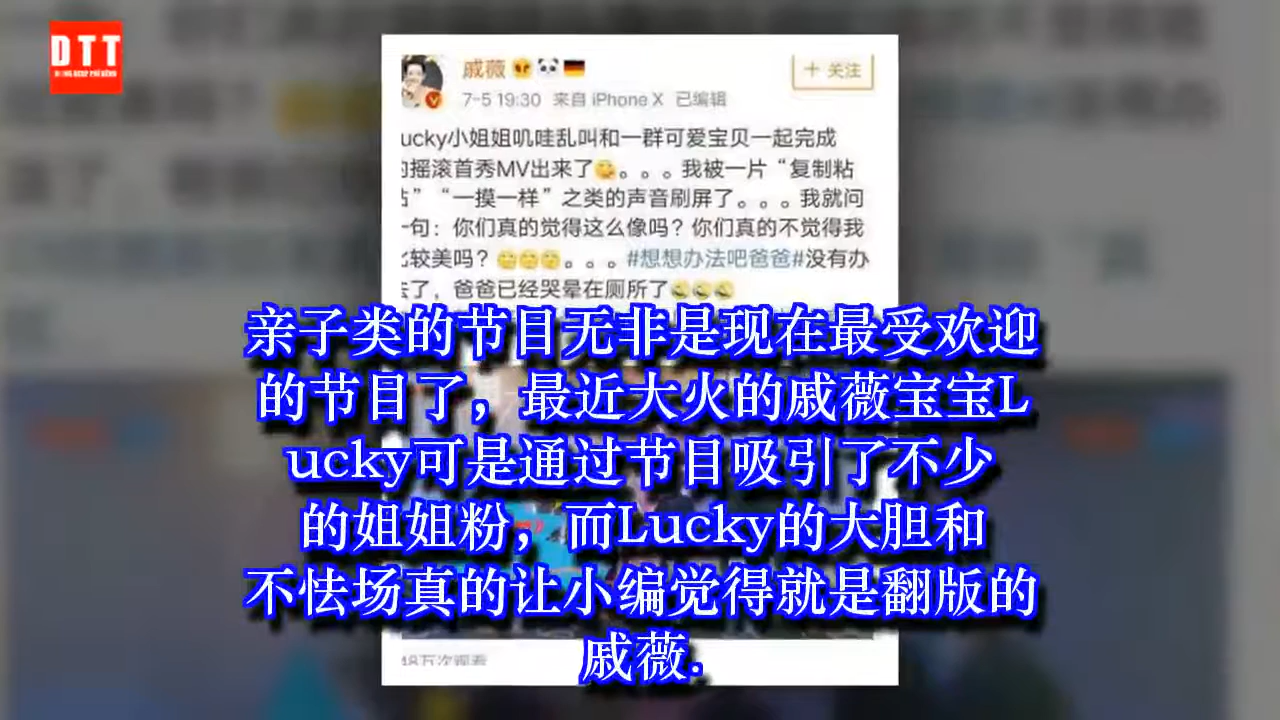 DTT
戚薇
+ 关注
7-5 19:30 来自 iPhone X 已编辑
ucky小姐姐叽哇乱叫和一群可爱宝贝一起完成
的摇滚首秀MV出来了。。。我被一片“复制粘
”“一摸一样”之类的声音刷屏了。。。我就问
一句：你们真的觉得这么像吗？你们真的不觉得我
比较美吗？。。。#想想办法吧爸爸#没有办
法了，爸爸已经哭晕在厕所了
亲子类的节目无非是现在最受欢迎
的节目了，最近大火的戚薇宝宝L
ucky可是通过节目吸引了不少
的姐姐粉，而Lucky的大胆和
不怯场真的让小编觉得就是翻版的
戚薇.
48万次观看